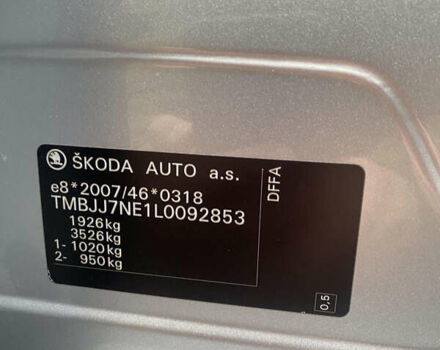 ŠKODA AUTO a.s.
e8*2007/46*0318
TMBJJ7NE1L0092853
1926kg
3526kg
1- 1020kg
2- 950kg
DFFA
0,5